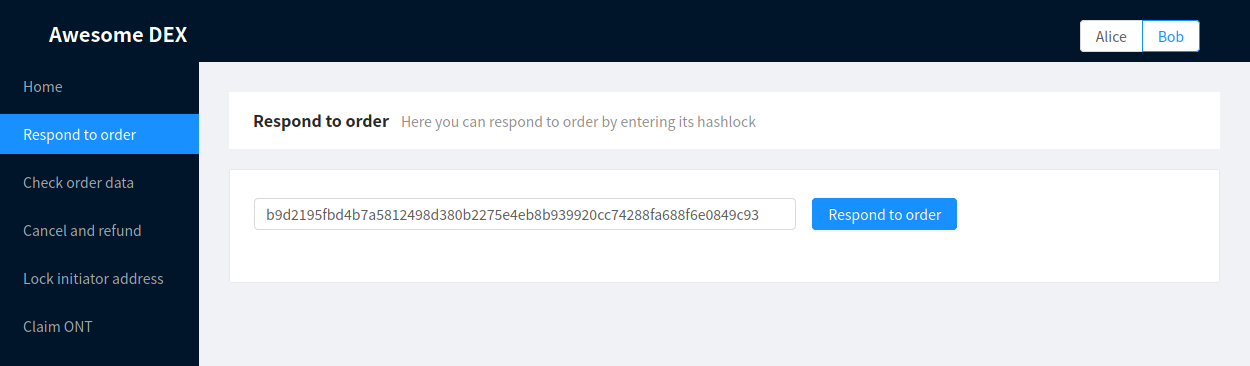 Awesome DEX
Alice Bob
Home
Respond to order
Check order data
Cancel and refund
Lock initiator address
Claim ONT
Respond to order Here you can respond to order by entering its hashlock
b9d2195fbd4b7a5812498d380b2275e4eb8b939920cc74288fa688f6e0849c93 Respond to order